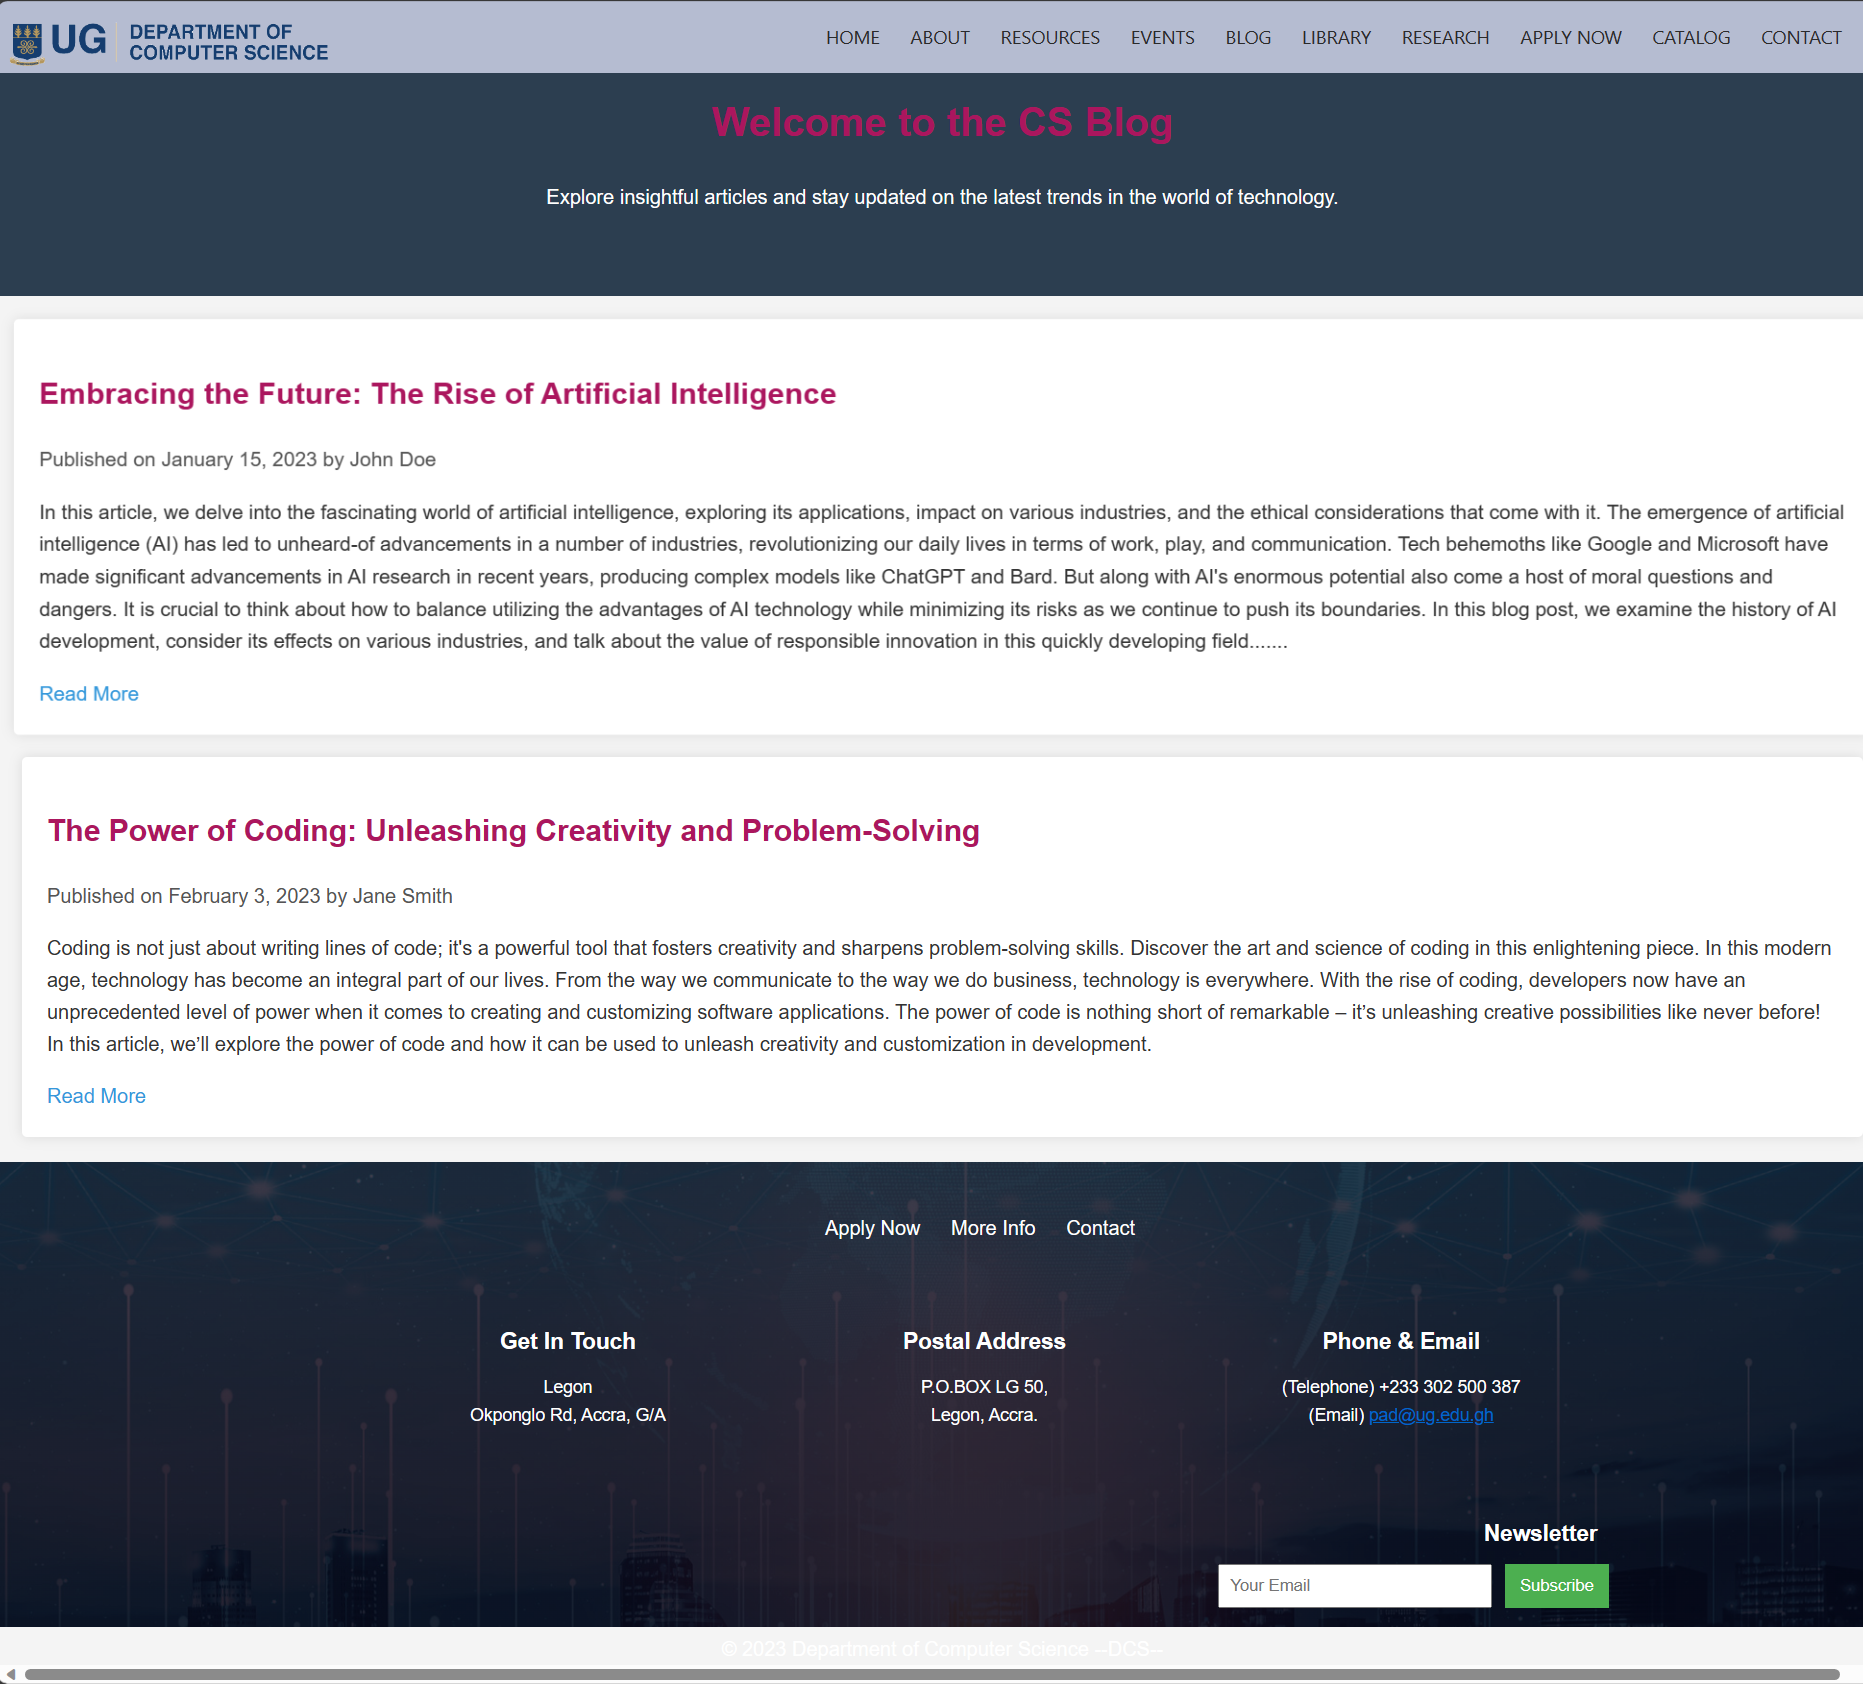 UG
DEPARTMENT OF
COMPUTER SCIENCE
HOME ABOUT RESOURCES EVENTS BLOG LIBRARY RESEARCH APPLY NOW CATALOG CONTACT
Welcome to the CS Blog
Explore insightful articles and stay updated on the latest trends in the world of technology.
Embracing the Future: The Rise of Artificial Intelligence
Published on January 15, 2023 by John Doe
In this article, we delve into the fascinating world of artificial intelligence, exploring its applications, impact on various industries, and the ethical considerations that come with it. The emergence of artificial
intelligence (AI) has led to unheard-of advancements in a number of industries, revolutionizing our daily lives in terms of work, play, and communication. Tech behemoths like Google and Microsoft have
made significant advancements in AI research in recent years, producing complex models like ChatGPT and Bard. But along with AI's enormous potential also come a host of moral questions and
dangers. It is crucial to think about how to balance utilizing the advantages of AI technology while minimizing its risks as we continue to push its boundaries. In this blog post, we examine the history of AI
development, consider its effects on various industries, and talk about the value of responsible innovation in this quickly developing field.......
Read More
The Power of Coding: Unleashing Creativity and Problem-Solving
Published on February 3, 2023 by Jane Smith
Coding is not just about writing lines of code; it's a powerful tool that fosters creativity and sharpens problem-solving skills. Discover the art and science of coding in this enlightening piece. In this modern
age, technology has become an integral part of our lives. From the way we communicate to the way we do business, technology is everywhere. With the rise of coding, developers now have an
unprecedented level of power when it comes to creating and customizing software applications. The power of code is nothing short of remarkable – it’s unleashing creative possibilities like never before!
In this article, we’ll explore the power of code and how it can be used to unleash creativity and customization in development.
Read More
Apply Now More Info Contact
Get In Touch
Legon
Okponglo Rd, Accra, G/A
Postal Address
P.O.BOX LG 50,
Legon, Accra.
Phone & Email
(Telephone) +233 302 500 387
(Email) pad@ug.edu.gh
Newsletter
Your Email
Subscribe
© 2023 Department of Computer Science --DCS--